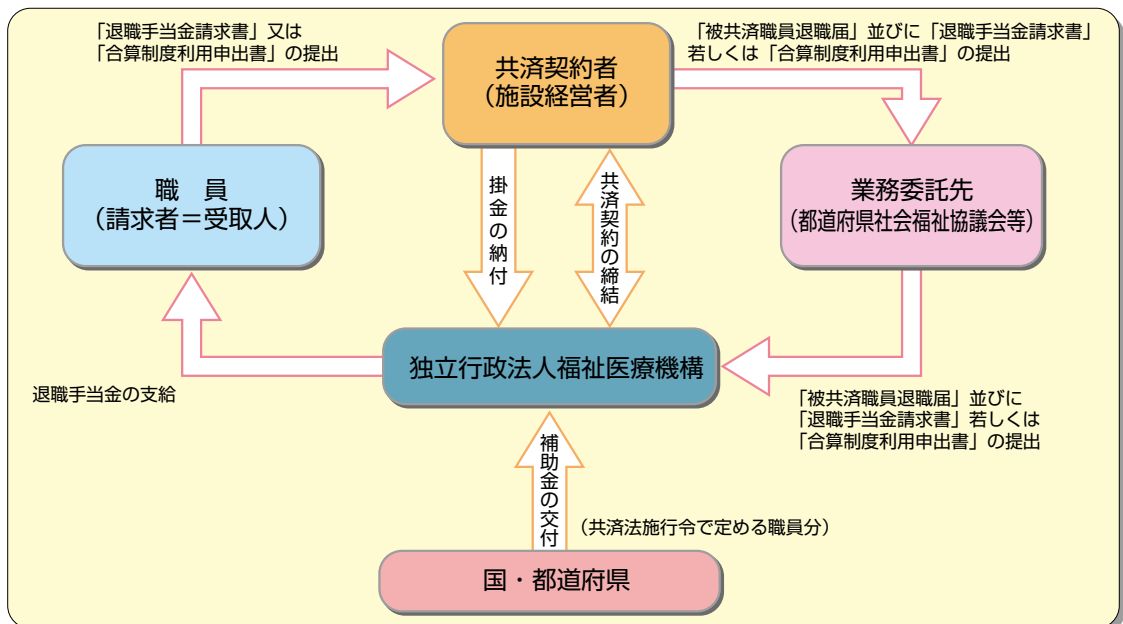 「退職手当金請求書」又は
「合算制度利用申出書」の提出
「被共済職員退職届」並びに「退職手当金請求書」
若しくは「合算制度利用申出書」の提出
共済契約者
（施設経営者）
職　員
（請求者＝受取人）
業務委託先
（都道府県社会福祉協議会等）
掛金の納付
共済契約の締結
独立行政法人福祉医療機構
退職手当金の支給
「被共済職員退職届」並びに
「退職手当金請求書」若しくは
「合算制度利用申出書」の提出
補助金の交付
（共済法施行令で定める職員分）
国・都道府県